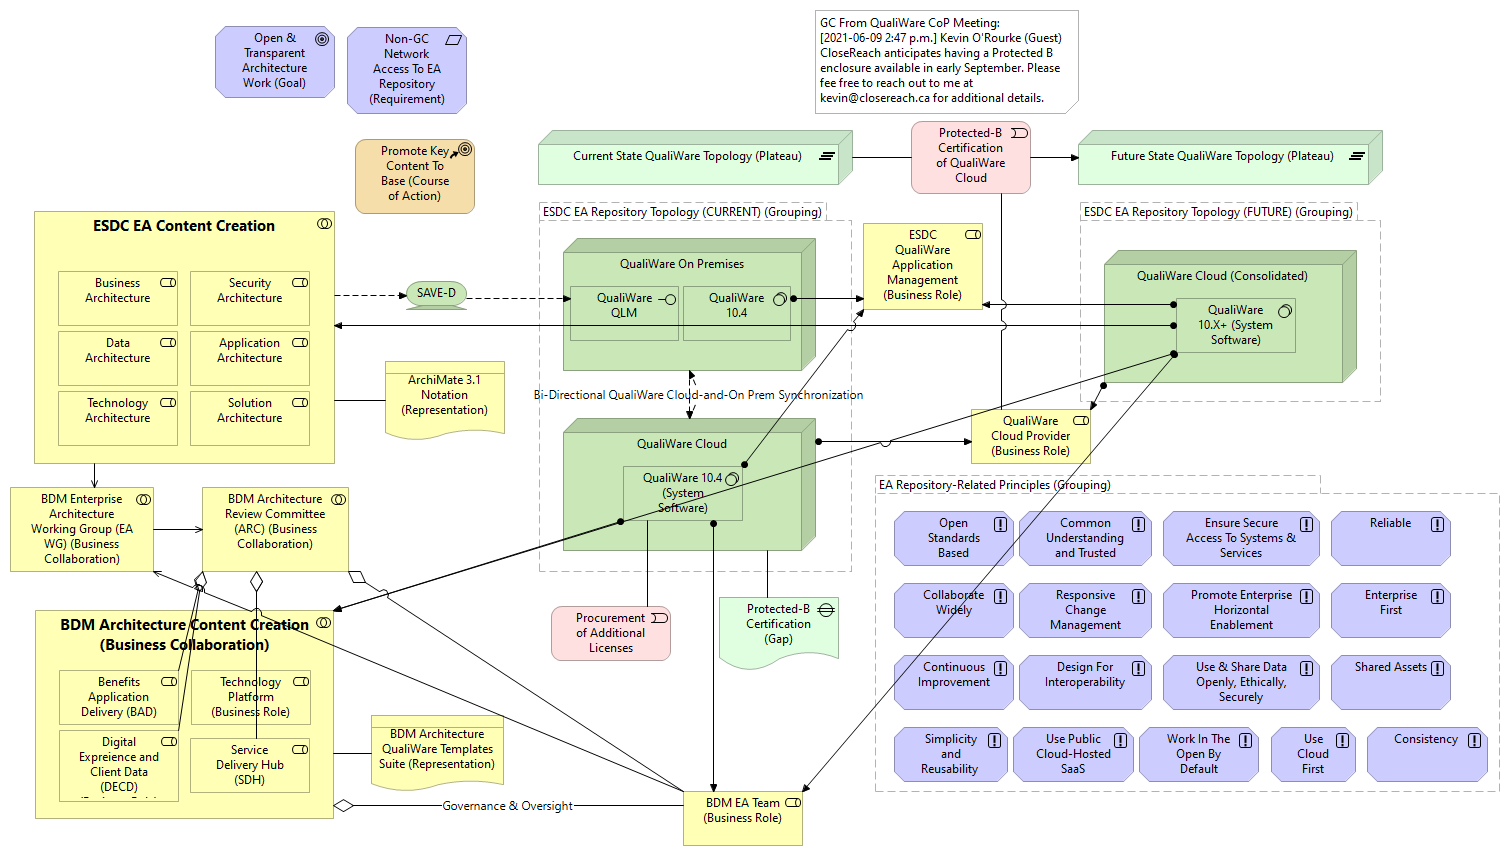 Open &
Transparent
Architecture
Work (Goal)
Non-GC
Network
Access To EA
Repository
(Requirement)
GC From QualiWare CoP Meeting:
[2021-06-09 2:47 p.m.] Kevin O'Rourke (Guest)
CloseReach anticipates having a Protected B
enclosure available in early September. Please
fee free to reach out to me at
kevin@closereach.ca for additional details.
Promote Key
Content To
Base (Course
of Action)
Current State QualiWare Topology (Plateau)
Protected-B
Certification
of QualiWare
Cloud
Future State QualiWare Topology (Plateau)
ESDC EA Content Creation
Business
Architecture
Security
Architecture
Data
Architecture
Application
Architecture
Technology
Architecture
Solution
Architecture
SAVE-D
ArchiMate 3.1
Notation
(Representation)
ESDC EA Repository Topology (CURRENT) (Grouping)
QualiWare On Premises
QualiWare
QLM
QualiWare
10.4
Bi-Directional QualiWare Cloud-and-On Prem Synchronization
QualiWare Cloud
QualiWare 10.4
(System
Software)
ESDC
QualiWare
Application
Management
(Business Role)
ESDC EA Repository Topology (FUTURE) (Grouping)
QualiWare Cloud (Consolidated)
QualiWare
10.X+ (System
Software)
QualiWare
Cloud Provider
(Business Role)
BDM Enterprise
Architecture
Working Group (EA
WG) (Business
Collaboration)
BDM Architecture
Review Committee
(ARC) (Business
Collaboration)
BDM Architecture Content Creation
(Business Collaboration)
Benefits
Application
Delivery (BAD)
Technology
Platform
(Business Role)
Digital
Expreience and
Client Data
(DECD)
Service
Delivery Hub
(SDH)
BDM Architecture
QualiWare Templates
Suite (Representation)
Governance & Oversight
Procurement
of Additional
Licenses
Protected-B
Certification
(Gap)
BDM EA Team
(Business Role)
EA Repository-Related Principles (Grouping)
Open
Standards
Based
Common
Understanding
and Trusted
Ensure Secure
Access To Systems &
Services
Reliable
Collaborate
Widely
Responsive
Change
Management
Promote Enterprise
Horizontal
Enablement
Enterprise
First
Continuous
Improvement
Design For
Interoperability
Use & Share Data
Openly, Ethically,
Securely
Shared Assets
Simplicity
and
Reusability
Use Public
Cloud-Hosted
SaaS
Work In The
Open By
Default
Use
Cloud
First
Consistency